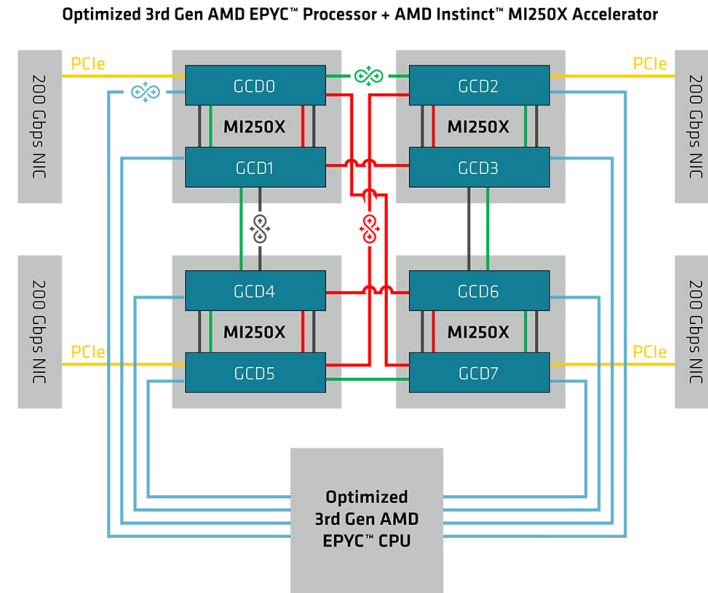 Optimized 3rd Gen AMD EPYC™ Processor + AMD Instinct™ MI250X Accelerator
200 Gbps NIC
PCIe
GCD0
MI250X
GCD1
GCD2
MI250X
GCD3
PCIe
200 Gbps NIC
200 Gbps NIC
PCIe
GCD4
MI250X
GCD5
GCD6
MI250X
GCD7
PCIe
200 Gbps NIC
Optimized
3rd Gen AMD
EPYC™ CPU